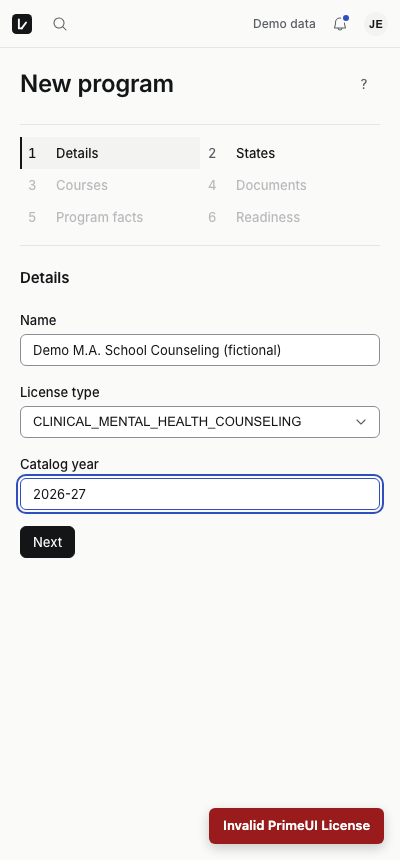 Demo data
JE
New program
?
1 Details
2 States
3 Courses
4 Documents
5 Program facts
6 Readiness
Details
Name
Demo M.A. School Counseling (fictional)
License type
CLINICAL_MENTAL_HEALTH_COUNSELING
Catalog year
2026-27
Next
Invalid PrimeUI License